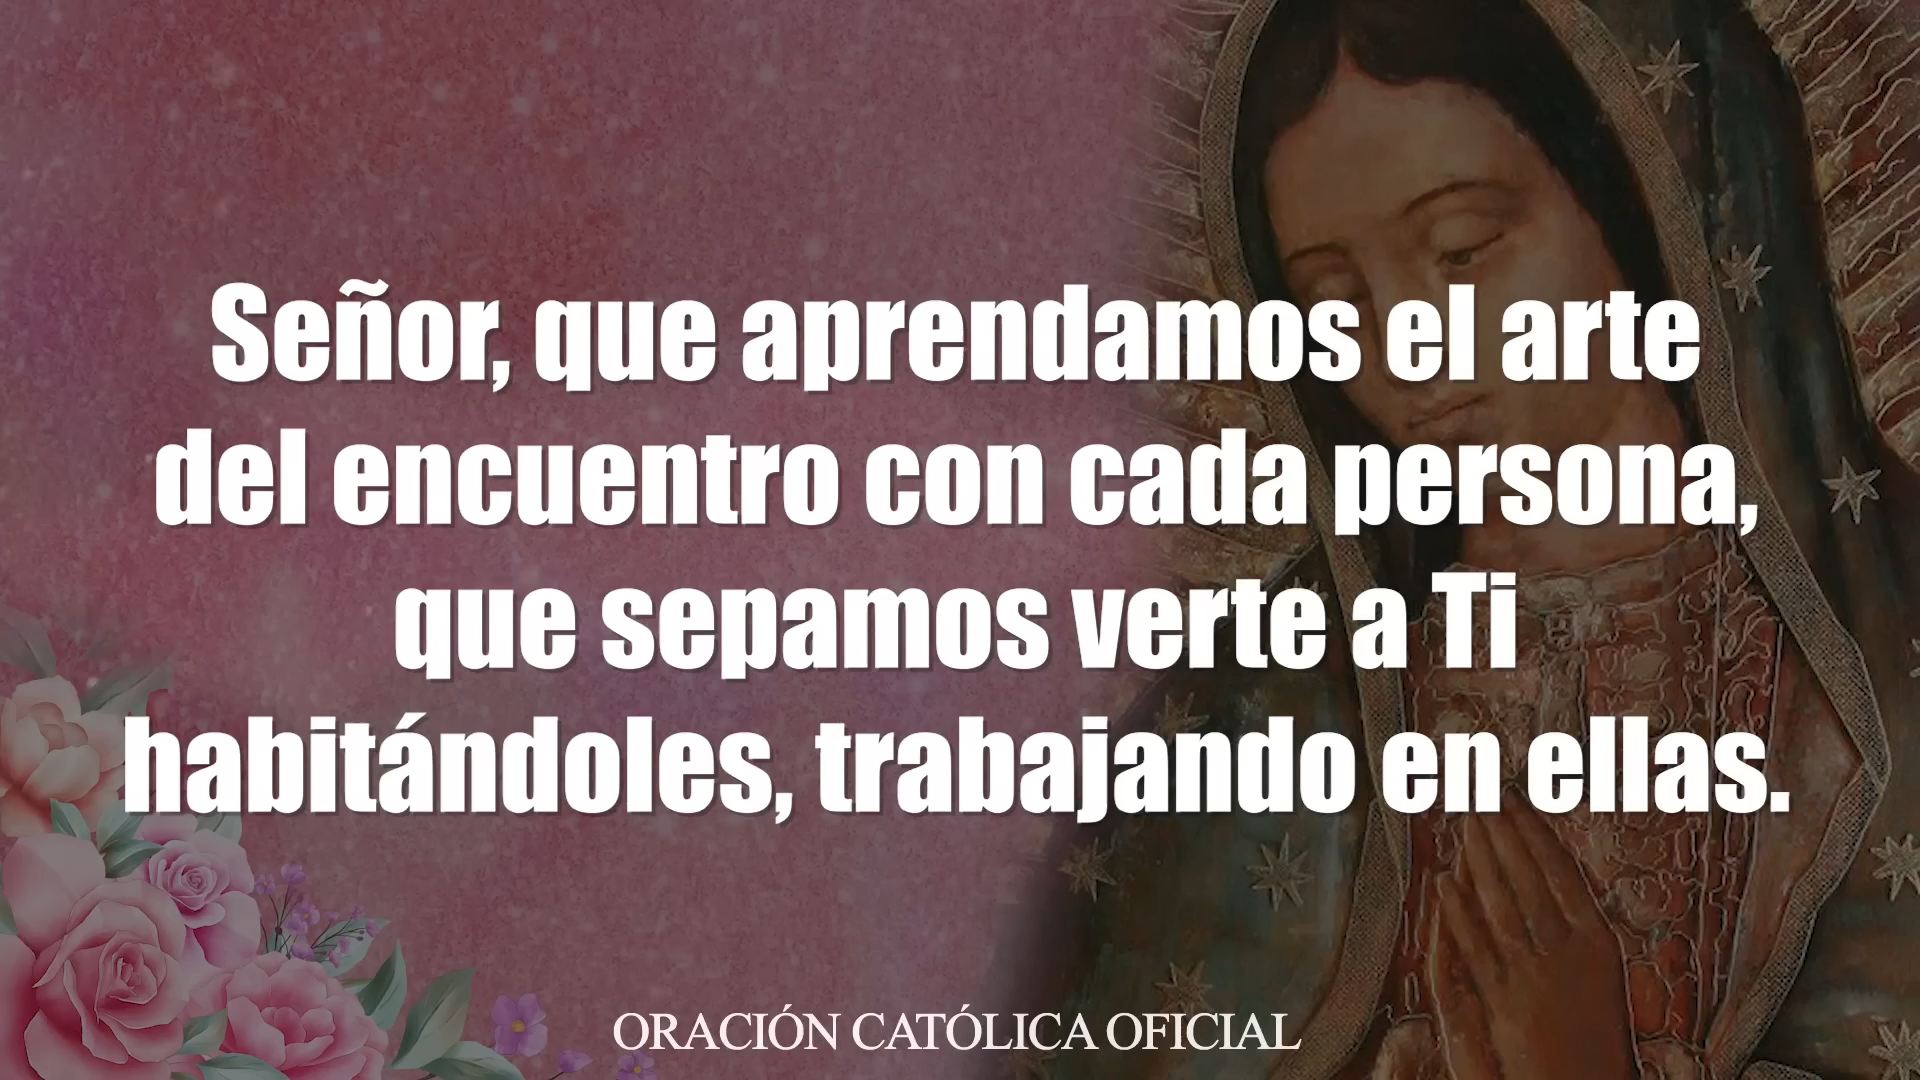 Señor, que aprendamos el arte
del encuentro con cada persona,
que sepamos verte a Ti
habitándoles, trabajando en ellas.
ORACIÓN CATÓLICA OFICIAL